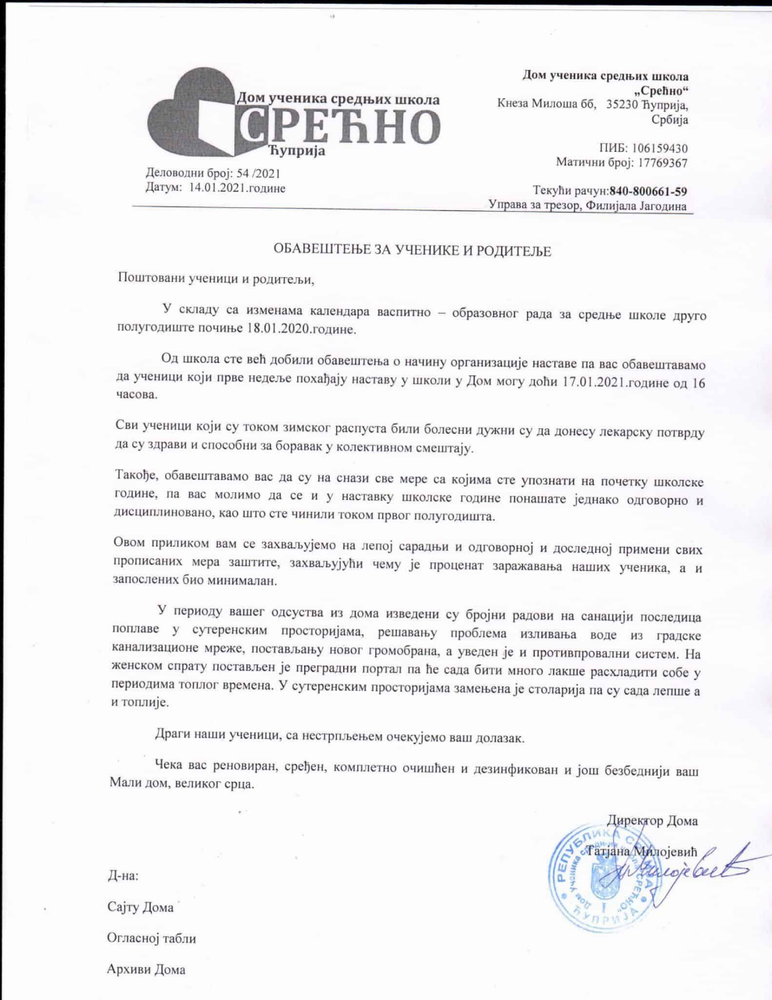 Дом ученика средњих школа
СРЕЋНО
Ћуприја
Деловодни број: 54 /2021
Датум:  14.01.2021.године
Дом ученика средњих школа
„Срећно“
Кнеза Милоша бб,   35230 Ћуприја,
Србија
ПИБ: 106159430
Матични број: 17769367
Текући рачун:840-800661-59
Управа за трезор, Филијала Јагодина
ОБАВЕШТЕЊЕ ЗА УЧЕНИКЕ И РОДИТЕЉЕ
Поштовани ученици и родитељи,
У складу са изменама календара васпитно – образовног рада за средње школе друго
полугодиште почиње 18.01.2020.године.
Од школа сте већ добили обавештења о начину организације наставе па вас обавештавамо
да ученици који прве недеље похађају наставу у школи у Дом могу доћи 17.01.2021.године од 16
часова.
Сви ученици који су током зимског распуста били болесни дужни су да донесу лекарску потврду
да су здрави и способни за боравак у колективном смештају.
Такође, обавештавамо вас да су на снази све мере са којима сте упознати на почетку школске
године, па вас молимо да се и у наставку школске године понашате једнако одговорно и
дисциплиновано, као што сте чинили током првог полугодишта.
Овом приликом вам се захваљујемо на лепој сарадњи и одговорној и доследној примени свих
прописаних мера заштите, захваљујући чему је проценат заражавања наших ученика, а и
запослених био минималан.
У периоду вашег одсуства из дома изведени су бројни радови на санацији последица
поплаве у сутеренским просторијама, решавању проблема изливања воде из градске
канализационе мреже, постављању новог громобрана, а уведен је и противпровални систем. На
женском спрату постављен је преградни портал па ће сада бити много лакше расхладити собе у
периодима топлог времена. У сутеренским просторијама замењена је столарија па су сада лепше а
и топлије.
Драги наши ученици, са нестрпљењем очекујемо ваш долазак.
Чека вас реновиран, сређен, комплетно очишћен и дезинфикован и још безбеднији ваш
Мали дом, великог срца.
Директор Дома
Татјана Милојевић
РЕПУБЛИКА СРБИЈА
Дом ученика средњих школа „СРЕЋНО“
I
ЋУПРИЈА
Д-на:
Сајту Дома
Огласној табли
Архиви Дома